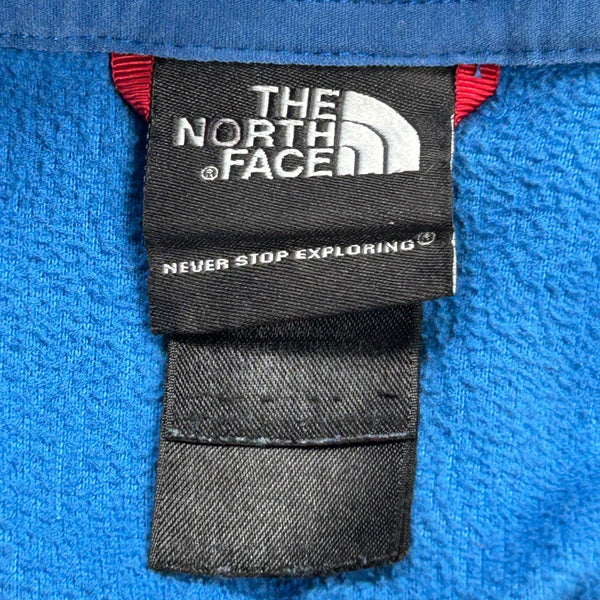 THE
NORTH
® FACE
NEVER STOP EXPLORING®